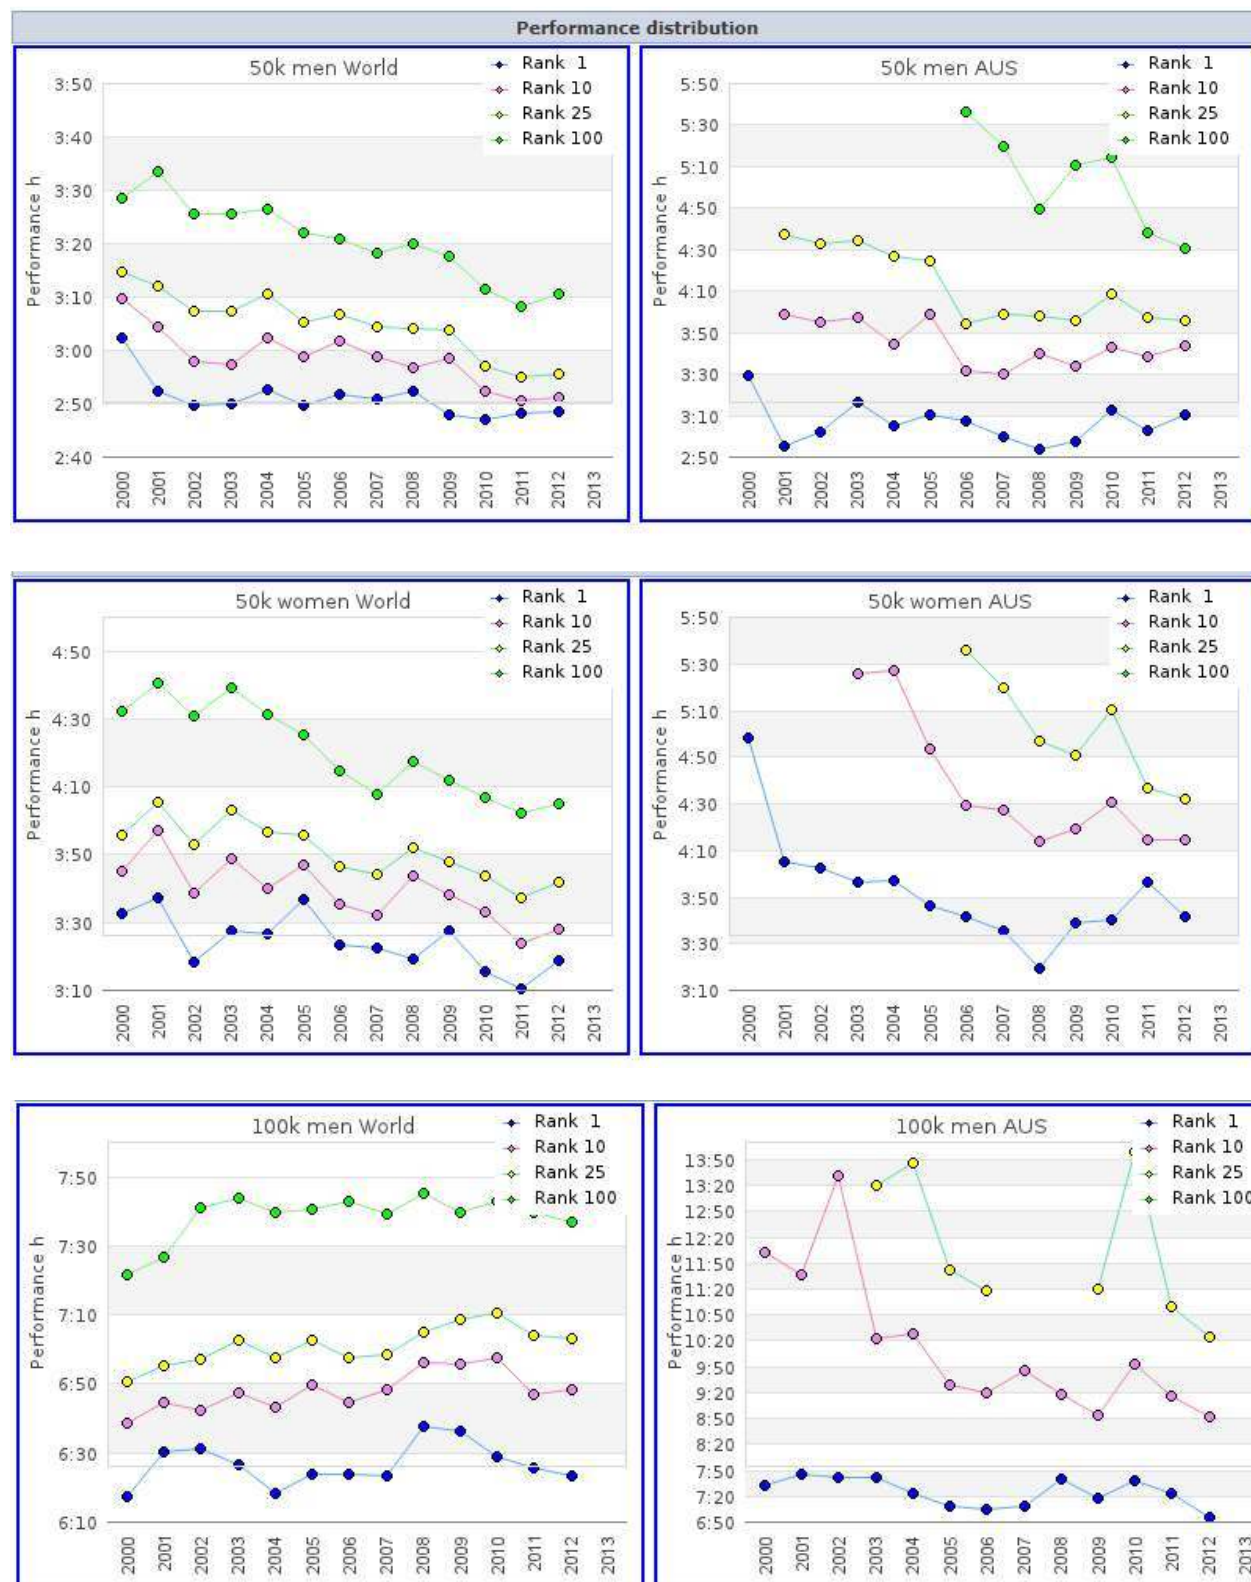 Performance distribution
50k men World
Rank 1
Rank 10
Rank 25
Rank 100
Performance h
3:50
3:40
3:30
3:20
3:10
3:00
2:50
2:40
2000 2001 2002 2003 2004 2005 2006 2007 2008 2009 2010 2011 2012 2013
50k men AUS
Rank 1
Rank 10
Rank 25
Rank 100
Performance h
5:50
5:30
5:10
4:50
4:30
4:10
3:50
3:30
3:10
2:50
2000 2001 2002 2003 2004 2005 2006 2007 2008 2009 2010 2011 2012 2013
50k women World
Rank 1
Rank 10
Rank 25
Rank 100
Performance h
4:50
4:30
4:10
3:50
3:30
3:10
2000 2001 2002 2003 2004 2005 2006 2007 2008 2009 2010 2011 2012 2013
50k women AUS
Rank 1
Rank 10
Rank 25
Rank 100
Performance h
5:50
5:30
5:10
4:50
4:30
4:10
3:50
3:30
3:10
2000 2001 2002 2003 2004 2005 2006 2007 2008 2009 2010 2011 2012 2013
100k men World
Rank 1
Rank 10
Rank 25
Rank 100
Performance h
7:50
7:30
7:10
6:50
6:30
6:10
2000 2001 2002 2003 2004 2005 2006 2007 2008 2009 2010 2011 2012 2013
100k men AUS
Rank 1
Rank 10
Rank 25
Rank 100
Performance h
13:50
13:20
12:50
12:20
11:50
11:20
10:50
10:20
9:50
9:20
8:50
8:20
7:50
7:20
6:50
2000 2001 2002 2003 2004 2005 2006 2007 2008 2009 2010 2011 2012 2013